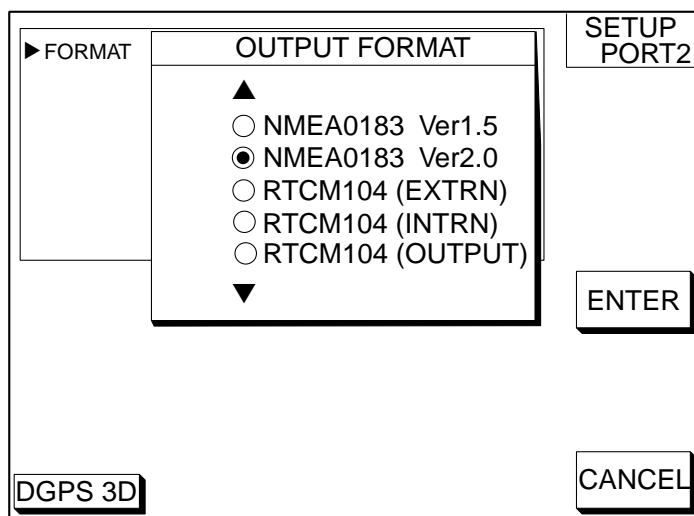 SETUP
PORT2
▶FORMAT
OUTPUT FORMAT
▲
○ NMEA0183 Ver1.5
◉ NMEA0183 Ver2.0
○ RTCM104 (EXTRN)
○ RTCM104 (INTRN)
○ RTCM104 (OUTPUT)
▼
ENTER
CANCEL
DGPS 3D